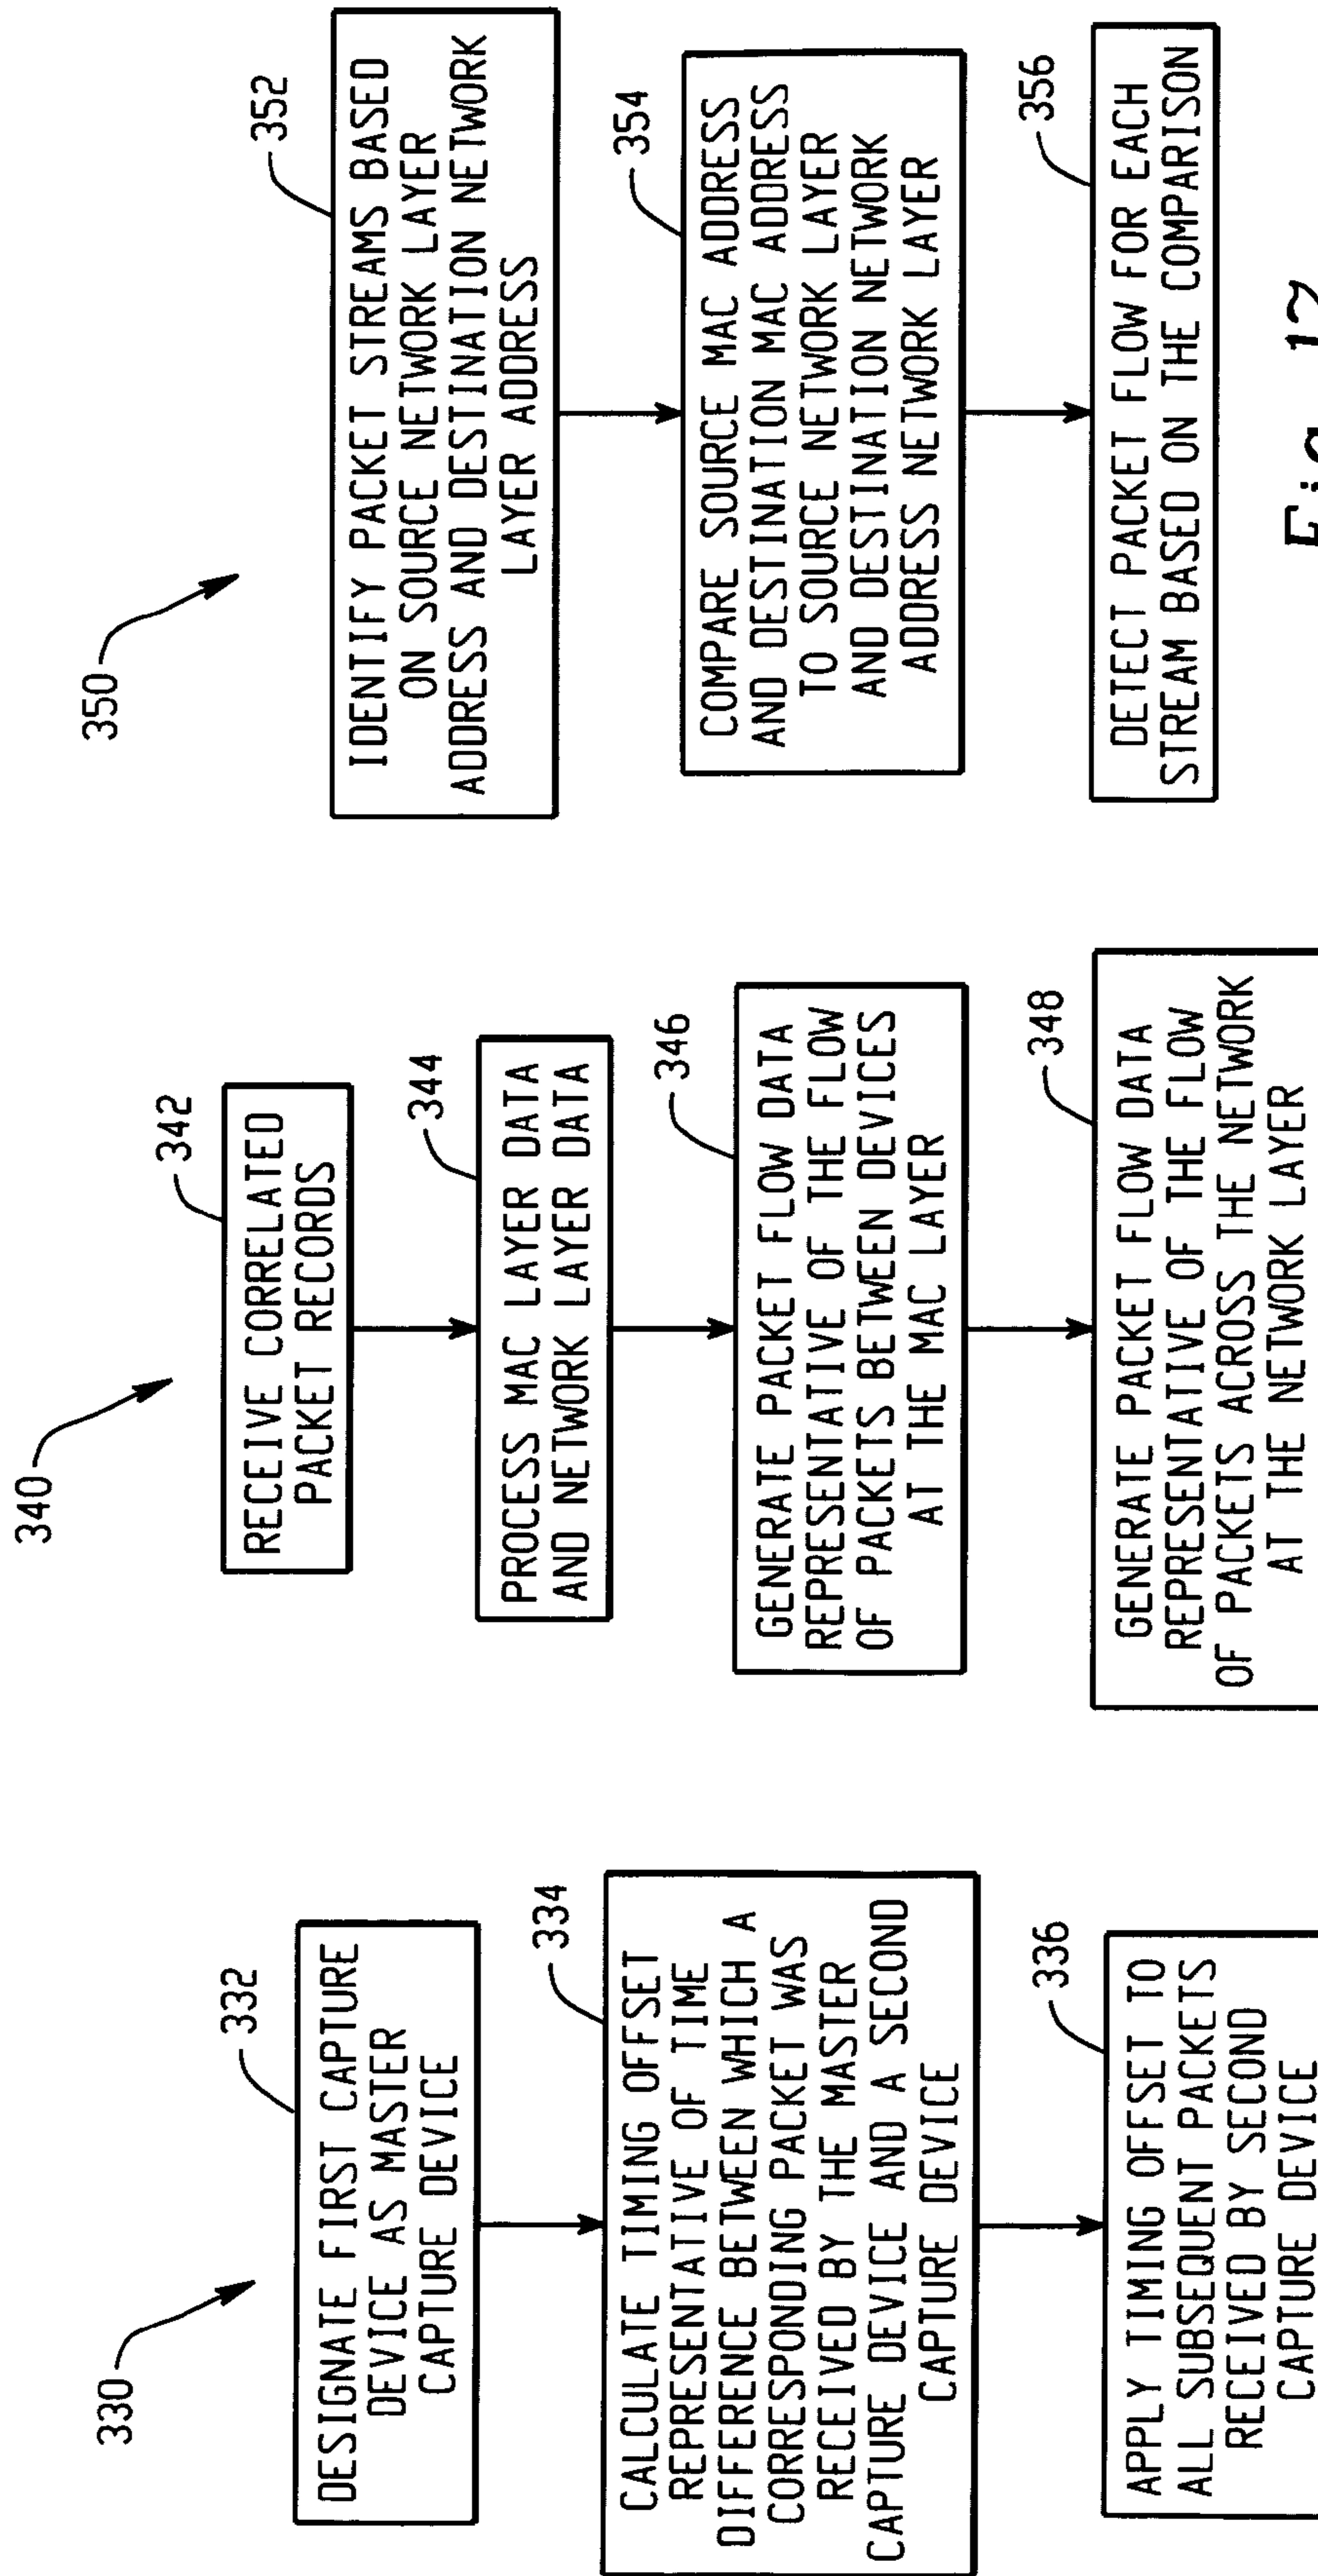 330
332
DESIGNATE FIRST CAPTURE
DEVICE AS MASTER
CAPTURE DEVICE
334
CALCULATE TIMING OFFSET
REPRESENTATIVE OF TIME
DIFFERENCE BETWEEN WHICH A
CORRESPONDING PACKET WAS
RECEIVED BY THE MASTER
CAPTURE DEVICE AND A SECOND
CAPTURE DEVICE
336
APPLY TIMING OFFSET TO
ALL SUBSEQUENT PACKETS
RECEIVED BY SECOND
CAPTURE DEVICE
340
342
RECEIVE CORRELATED
PACKET RECORDS
344
PROCESS MAC LAYER DATA
AND NETWORK LAYER DATA
346
GENERATE PACKET FLOW DATA
REPRESENTATIVE OF THE FLOW
OF PACKETS BETWEEN DEVICES
AT THE MAC LAYER
348
GENERATE PACKET FLOW DATA
REPRESENTATIVE OF THE FLOW
OF PACKETS ACROSS THE NETWORK
AT THE NETWORK LAYER
350
352
IDENTIFY PACKET STREAMS BASED
ON SOURCE NETWORK LAYER
ADDRESS AND DESTINATION NETWORK
LAYER ADDRESS
354
COMPARE SOURCE MAC ADDRESS
AND DESTINATION MAC ADDRESS
TO SOURCE NETWORK LAYER
AND DESTINATION NETWORK
ADDRESS NETWORK LAYER
356
DETECT PACKET FLOW FOR EACH
STREAM BASED ON THE COMPARISON
Fig. 17